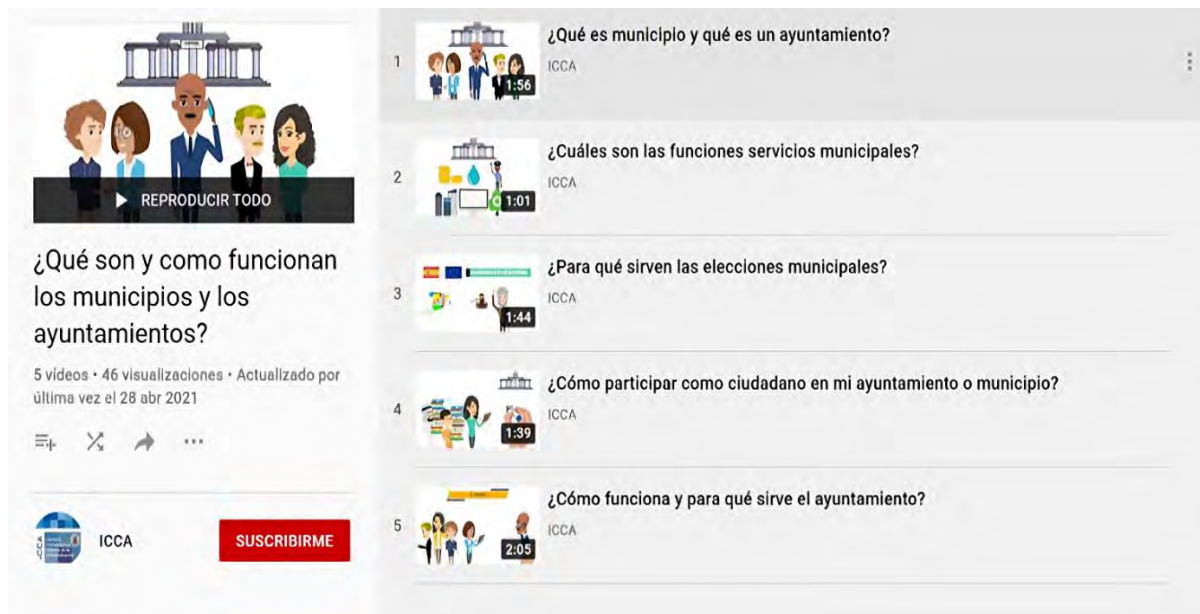 REPRODUCIR TODO
¿Qué son y como funcionan
los municipios y los
ayuntamientos?
5 vídeos • 46 visualizaciones • Actualizado por
última vez el 28 abr 2021
ICCA
ICCA
SUSCRIBIRME
1
1:56
¿Qué es municipio y qué es un ayuntamiento?
ICCA
2
1:01
¿Cuáles son las funciones servicios municipales?
ICCA
3
1:44
¿Para qué sirven las elecciones municipales?
ICCA
4
1:39
¿Cómo participar como ciudadano en mi ayuntamiento o municipio?
ICCA
5
2:05
¿Cómo funciona y para qué sirve el ayuntamiento?
ICCA